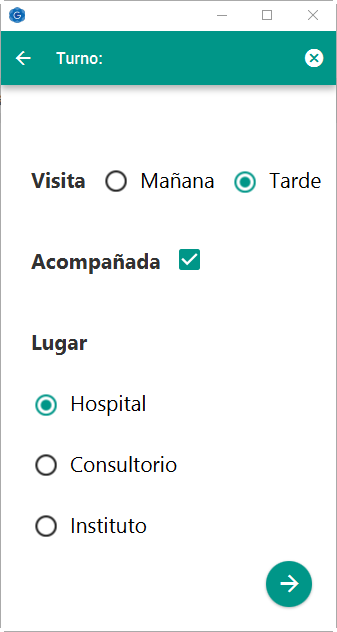 G
Turno:
Visita Mañana Tarde
Acompañada
Lugar
Hospital
Consultorio
Instituto